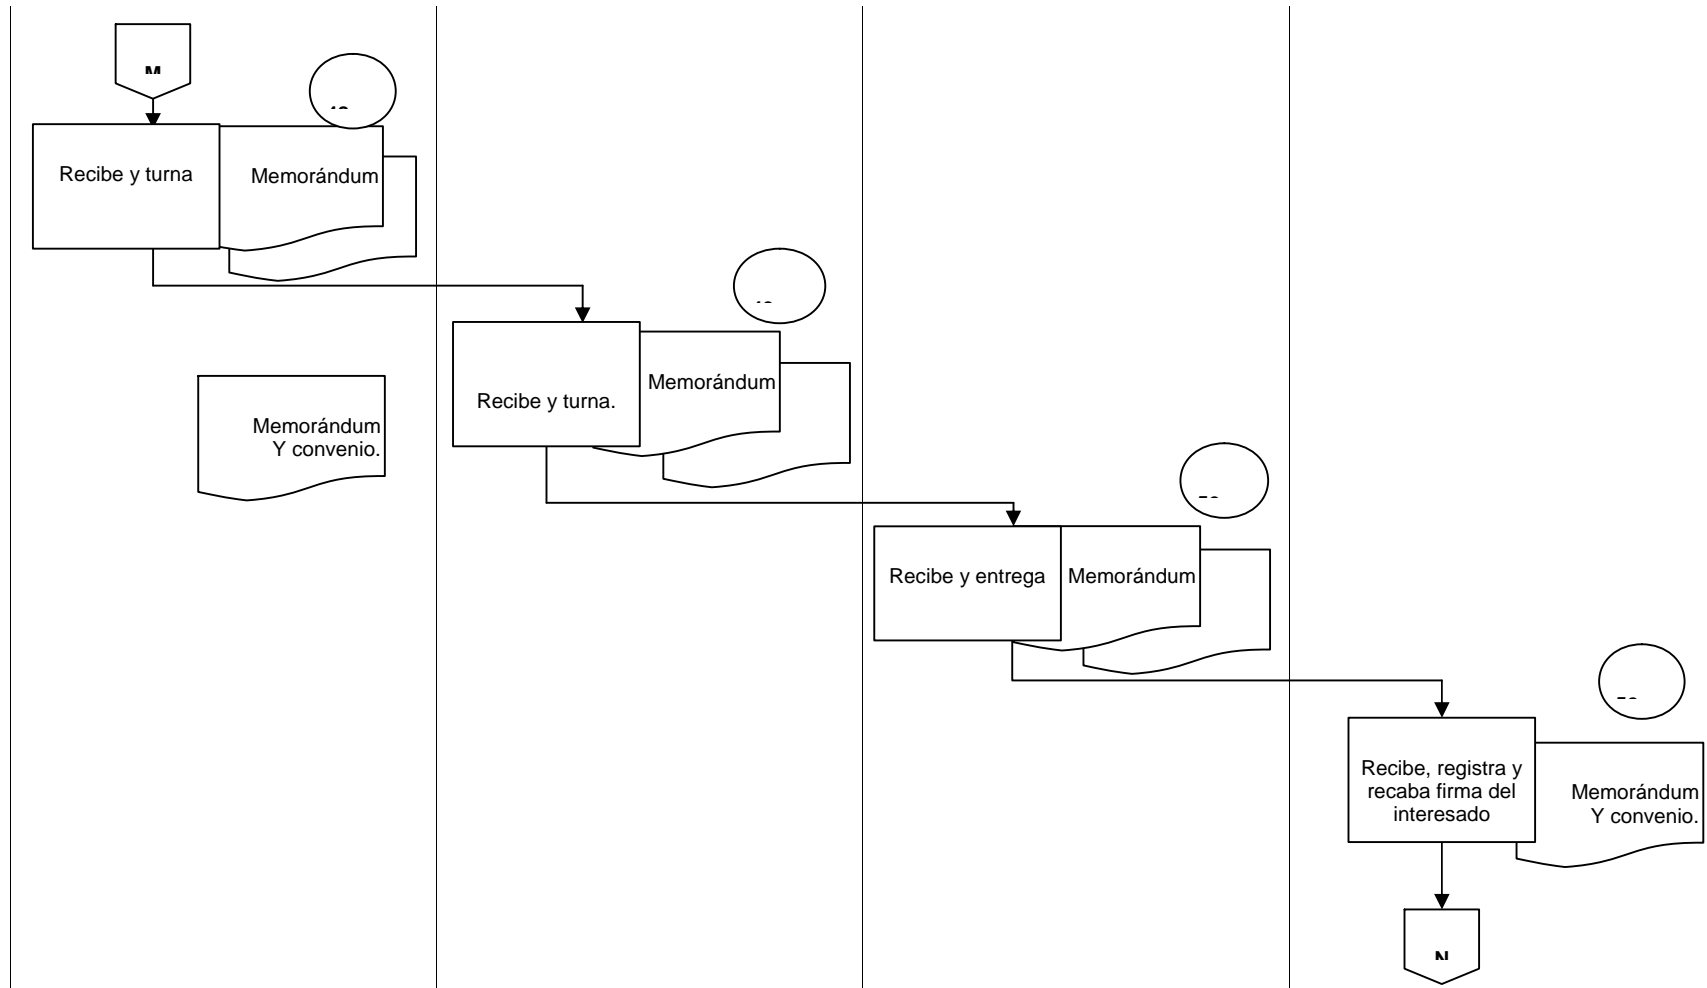 Recibe y turna
Memorándum
Memorándum
Y convenio.
Recibe y turna.
Memorándum
Recibe y entrega
Memorándum
Recibe, registra y
recaba firma del
interesado
Memorándum
Y convenio.